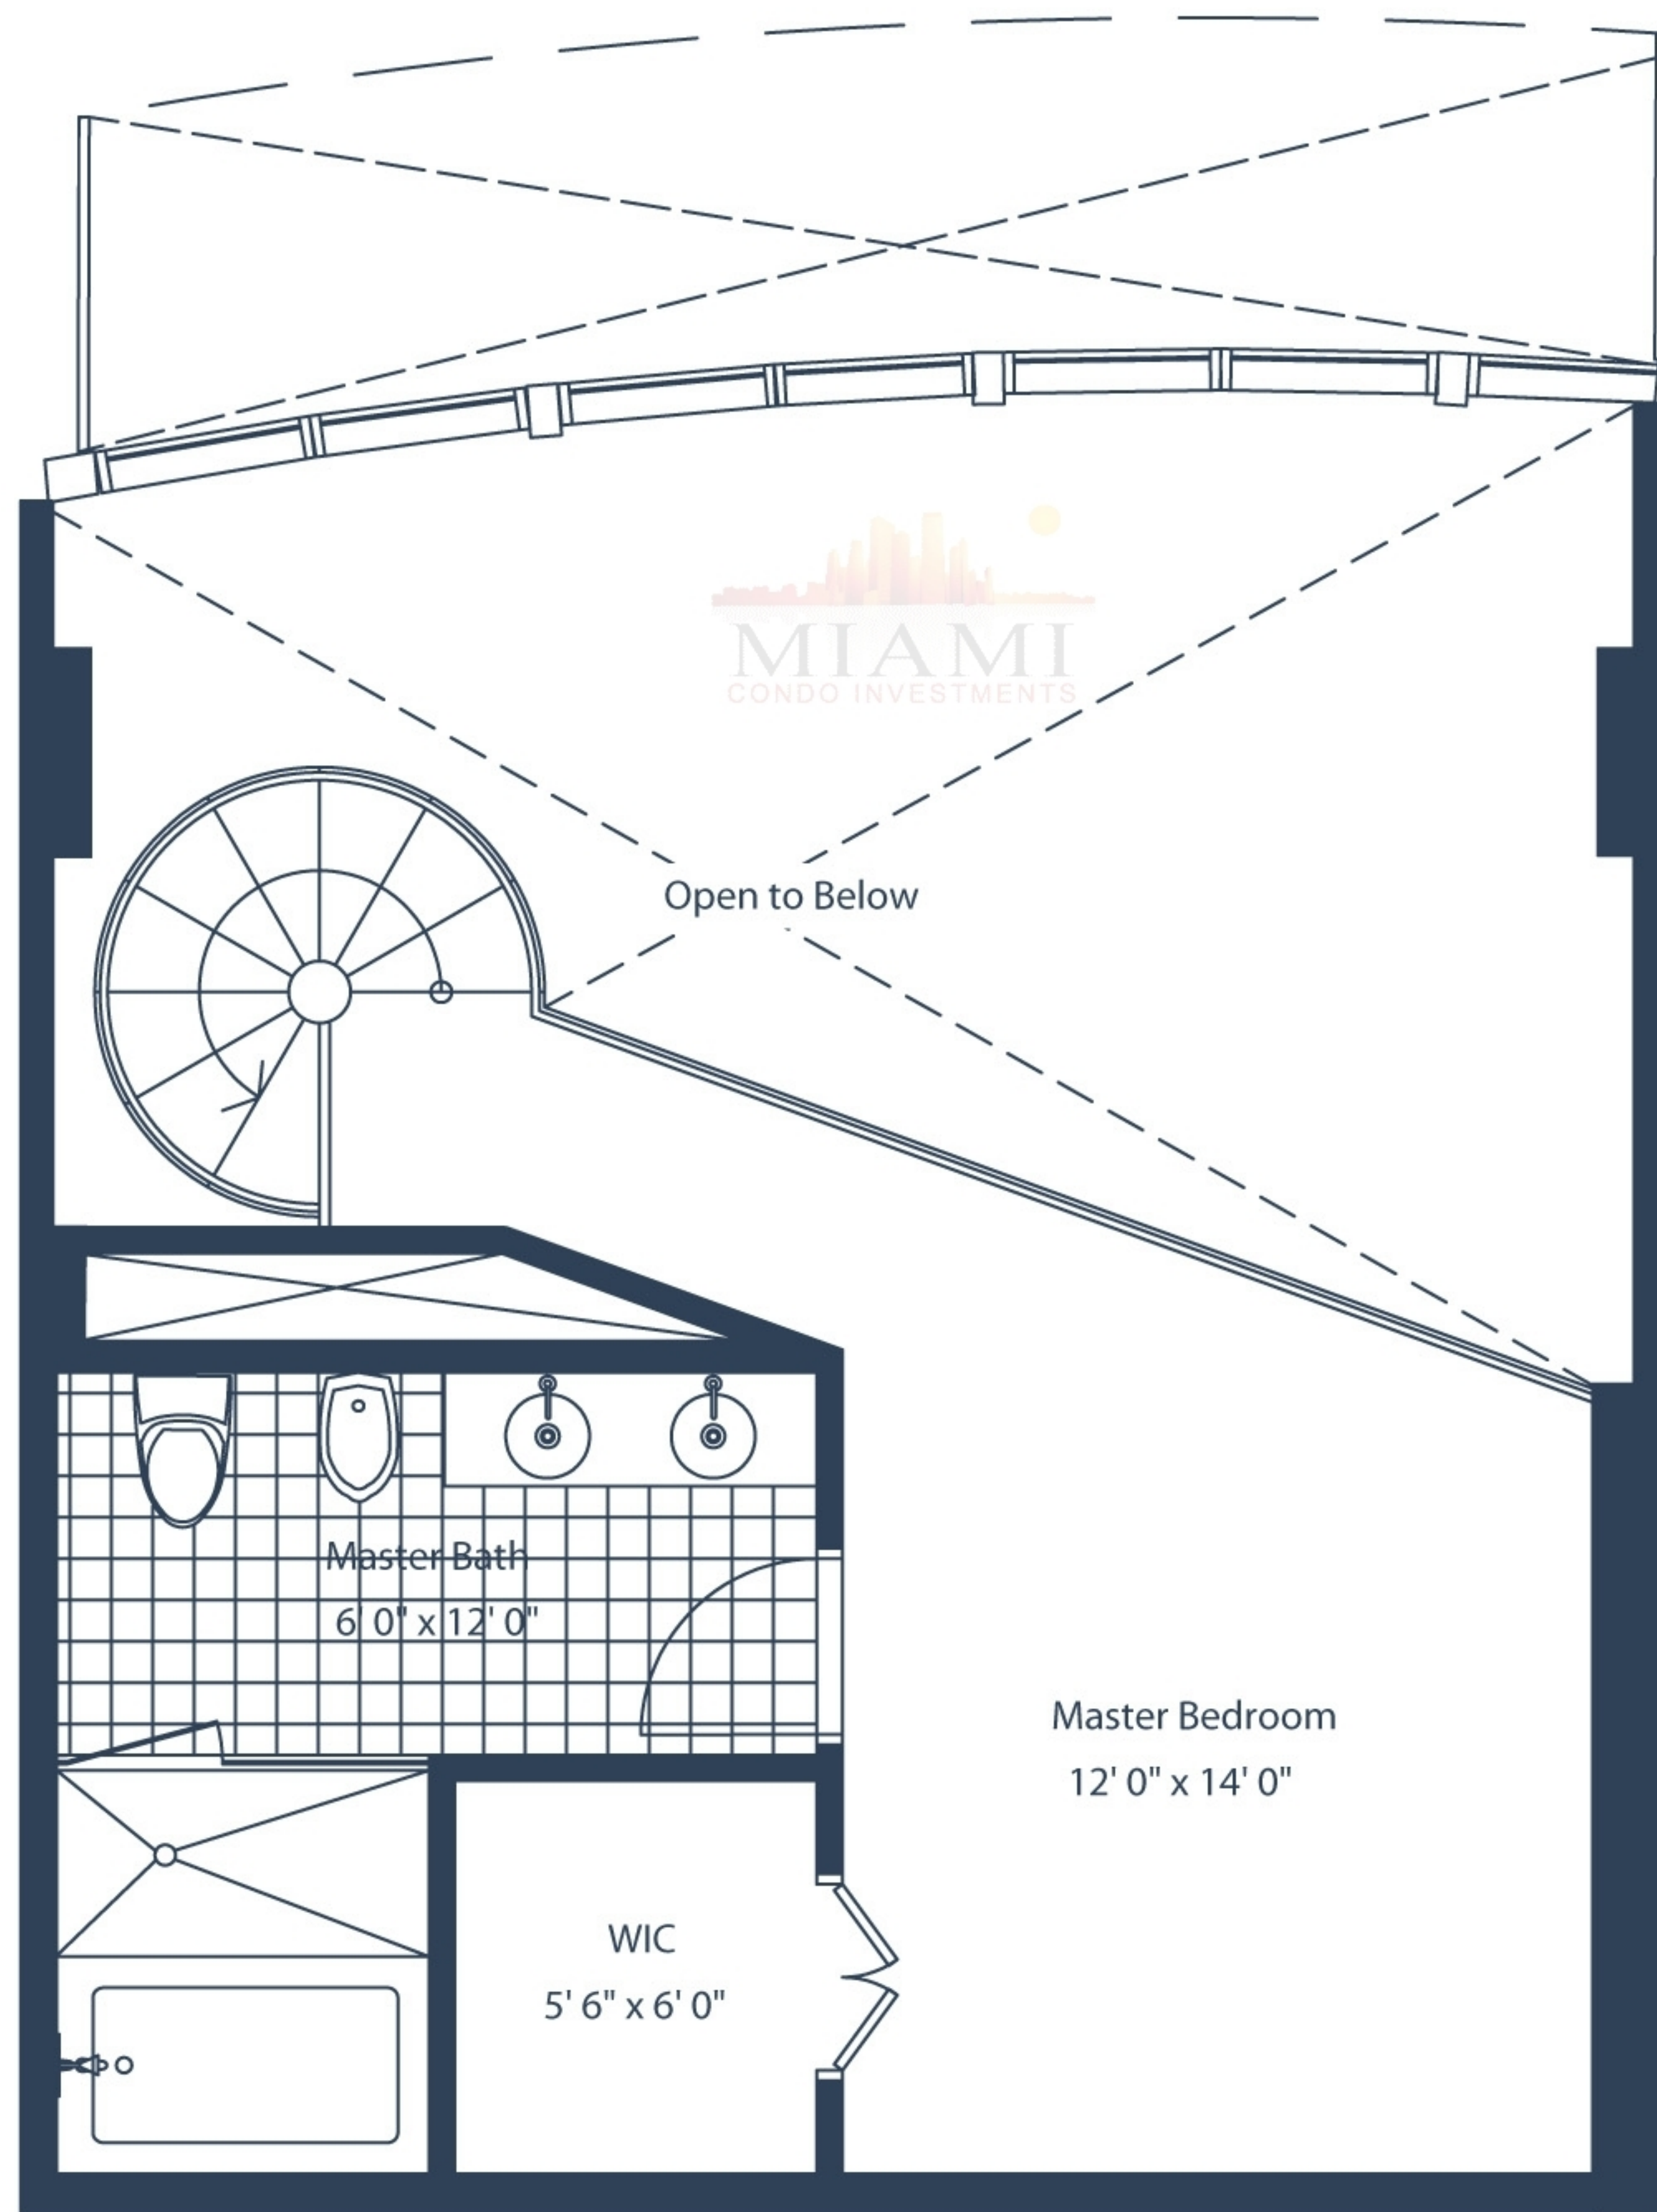 MIAMI
CONDO INVESTMENTS
Open to Below
Master Bath
6' 0" x 12' 0"
Master Bedroom
12' 0" x 14' 0"
WIC
5' 6" x 6' 0"